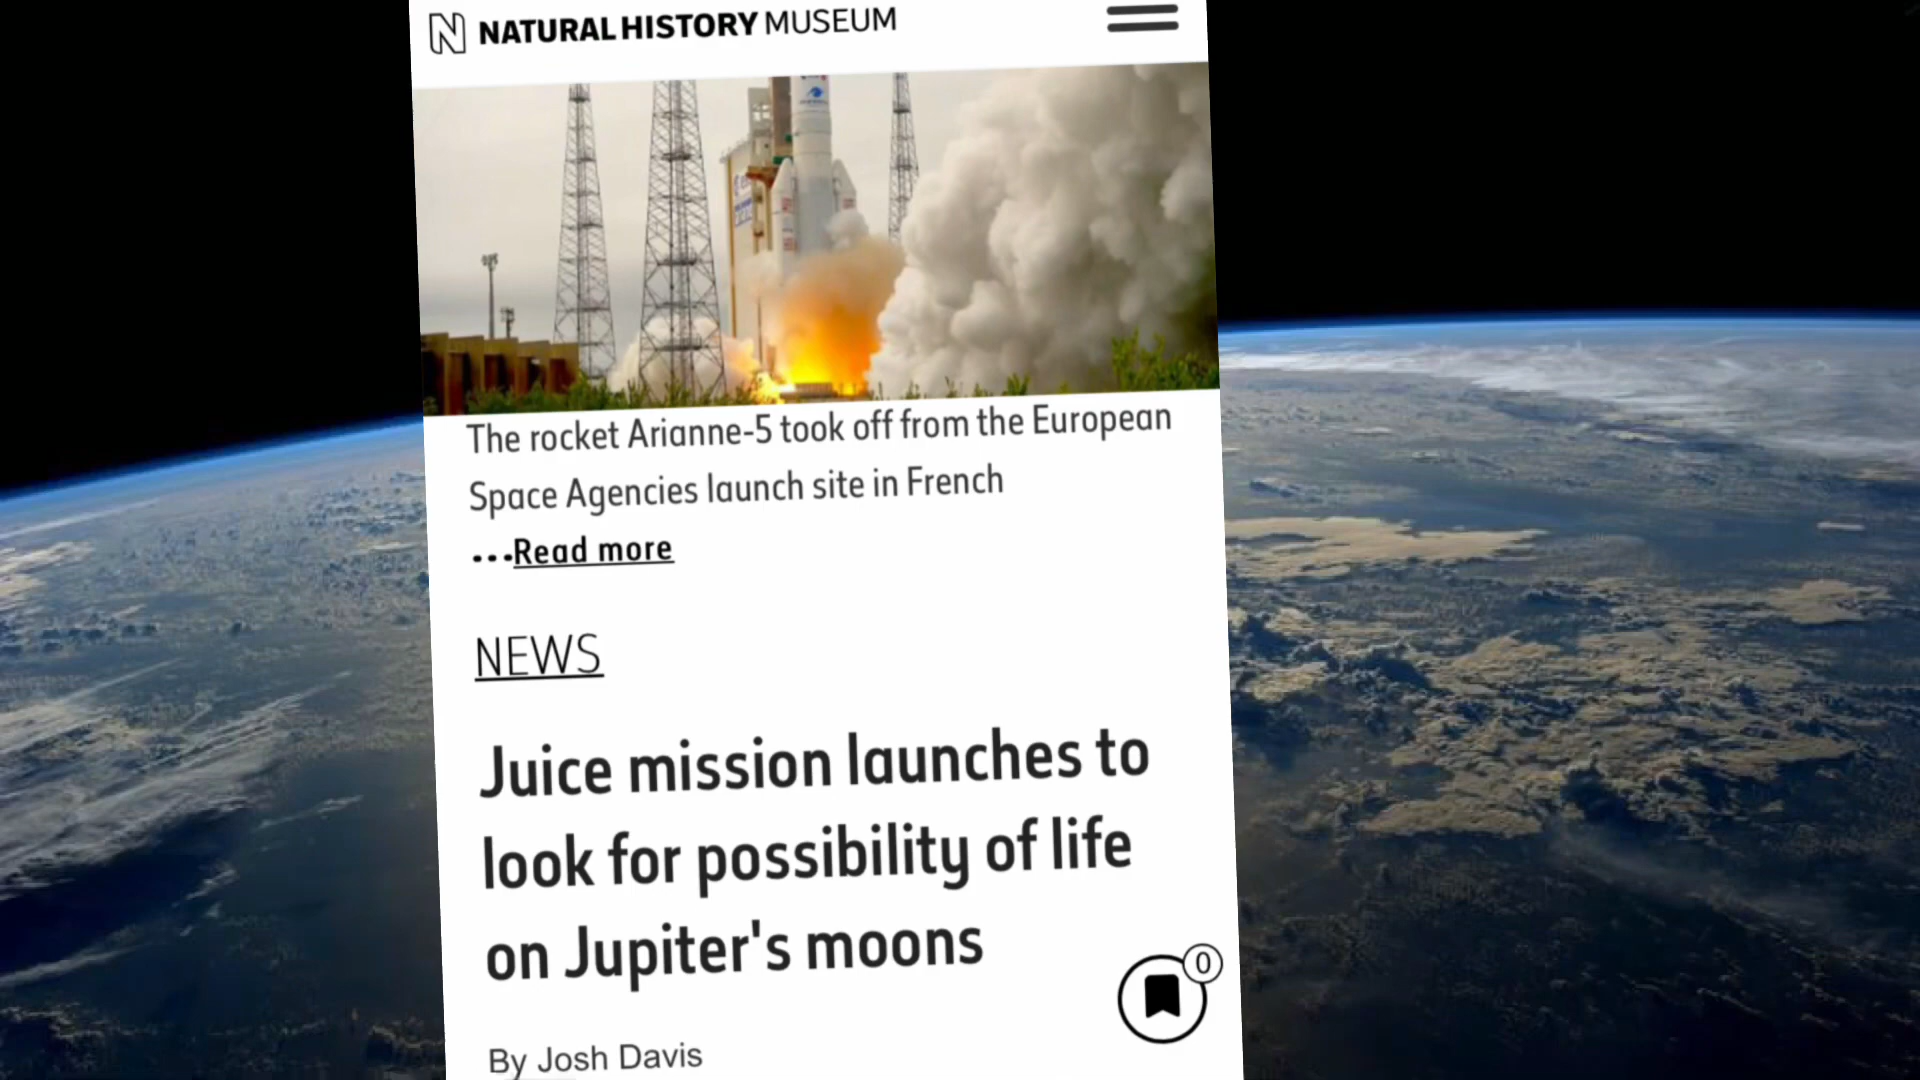 NATURAL HISTORY MUSEUM
The rocket Arianne-5 took off from the European
Space Agencies launch site in French
...Read more
NEWS
Juice mission launches to
look for possibility of life
on Jupiter's moons
0
By Josh Davis